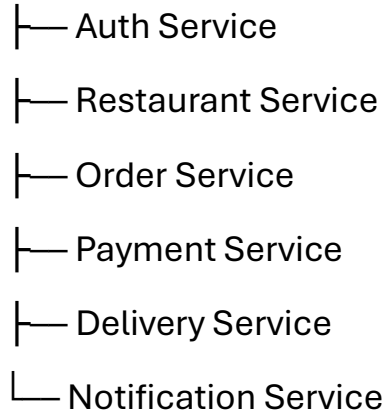 ├── Auth Service
├── Restaurant Service
├── Order Service
├── Payment Service
├── Delivery Service
└── Notification Service